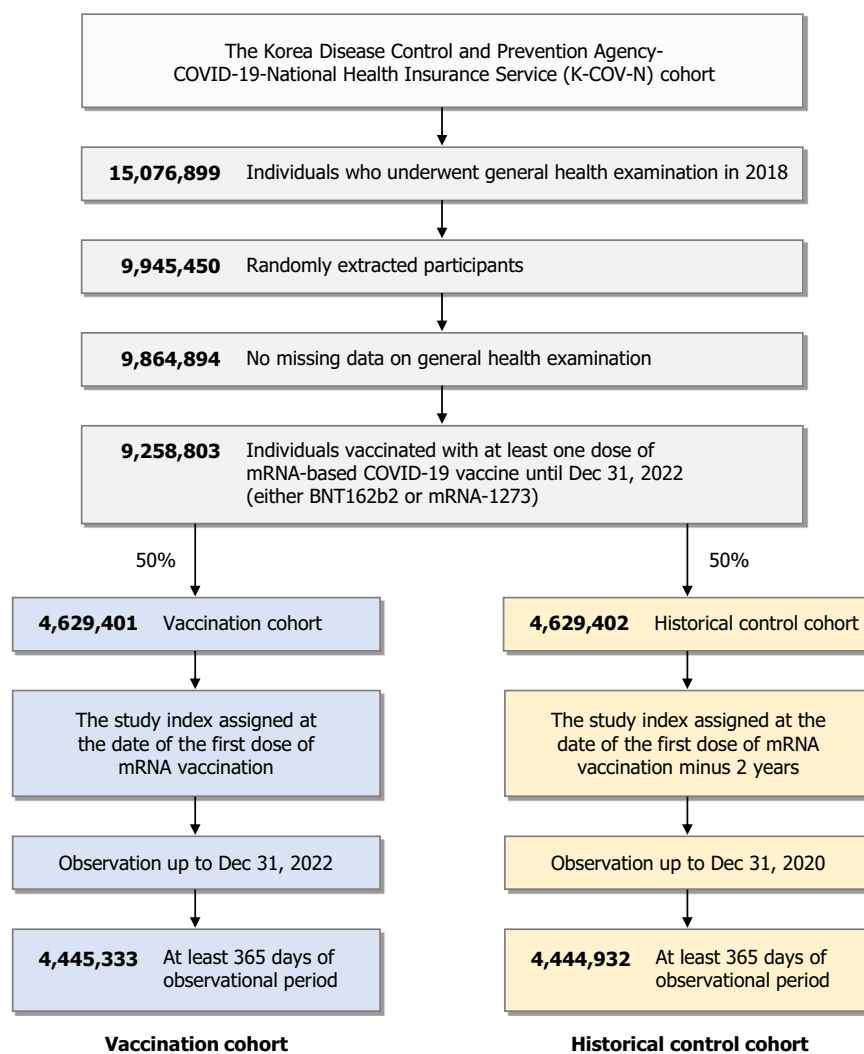 The Korea Disease Control and Prevention Agency-
COVID-19-National Health Insurance Service (K-COV-N) cohort
15,076,899 Individuals who underwent general health examination in 2018
9,945,450 Randomly extracted participants
9,864,894 No missing data on general health examination
9,258,803 Individuals vaccinated with at least one dose of
mRNA-based COVID-19 vaccine until Dec 31, 2022
(either BNT162b2 or mRNA-1273)
50%
50%
4,629,401 Vaccination cohort
4,629,402 Historical control cohort
The study index assigned at
the date of the first dose of
mRNA vaccination
The study index assigned at the
date of the first dose of mRNA
vaccination minus 2 years
Observation up to Dec 31, 2022
Observation up to Dec 31, 2020
4,445,333 At least 365 days of
observational period
4,444,932 At least 365 days of
observational period
Vaccination cohort
Historical control cohort